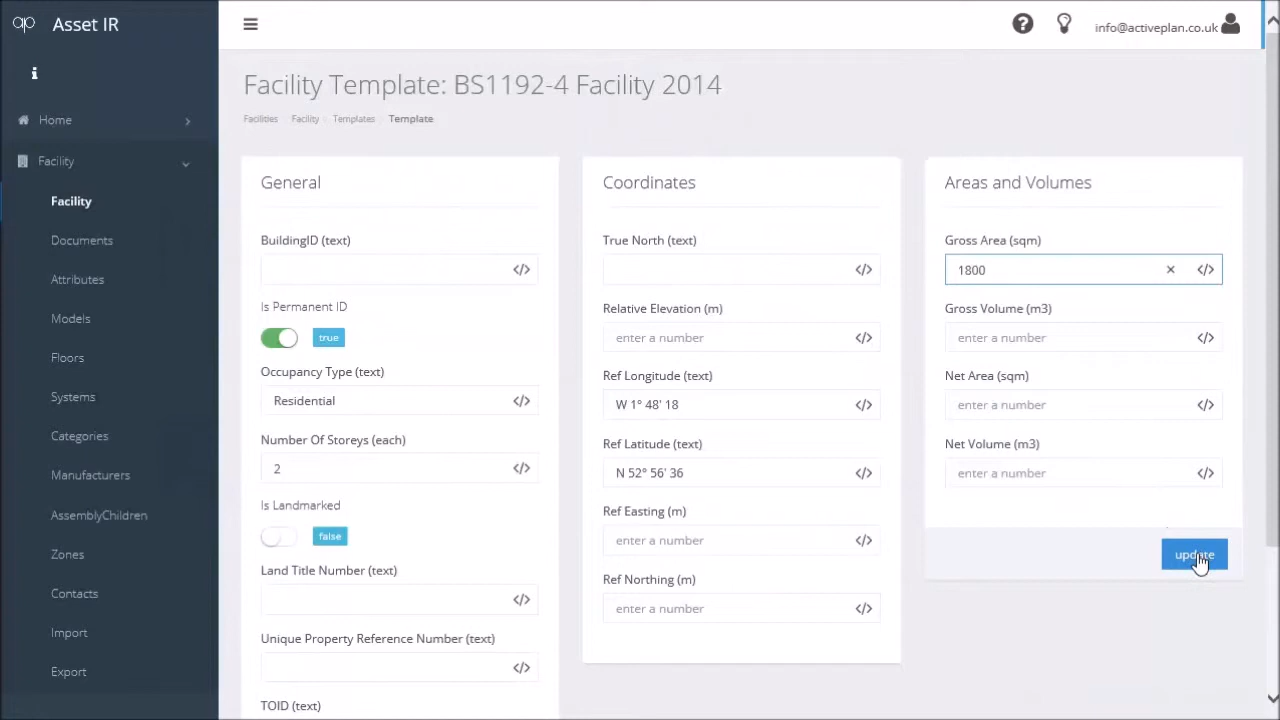 Asset IR
info@activeplan.co.uk
Home
Facility
Facility
Documents
Attributes
Models
Floors
Systems
Categories
Manufacturers
AssemblyChildren
Zones
Contacts
Import
Export
Facility Template: BS1192-4 Facility 2014
Facilities Facility Templates Template
General
BuildingID (text)
Is Permanent ID
true
Occupancy Type (text)
Residential
Number Of Storeys (each)
2
Is Landmarked
false
Land Title Number (text)
Unique Property Reference Number (text)
TOID (text)
Coordinates
True North (text)
Relative Elevation (m)
enter a number
Ref Longitude (text)
W 1° 48' 18
Ref Latitude (text)
N 52° 56' 36
Ref Easting (m)
enter a number
Ref Northing (m)
enter a number
Areas and Volumes
Gross Area (sqm)
1800
Gross Volume (m3)
enter a number
Net Area (sqm)
enter a number
Net Volume (m3)
enter a number
update